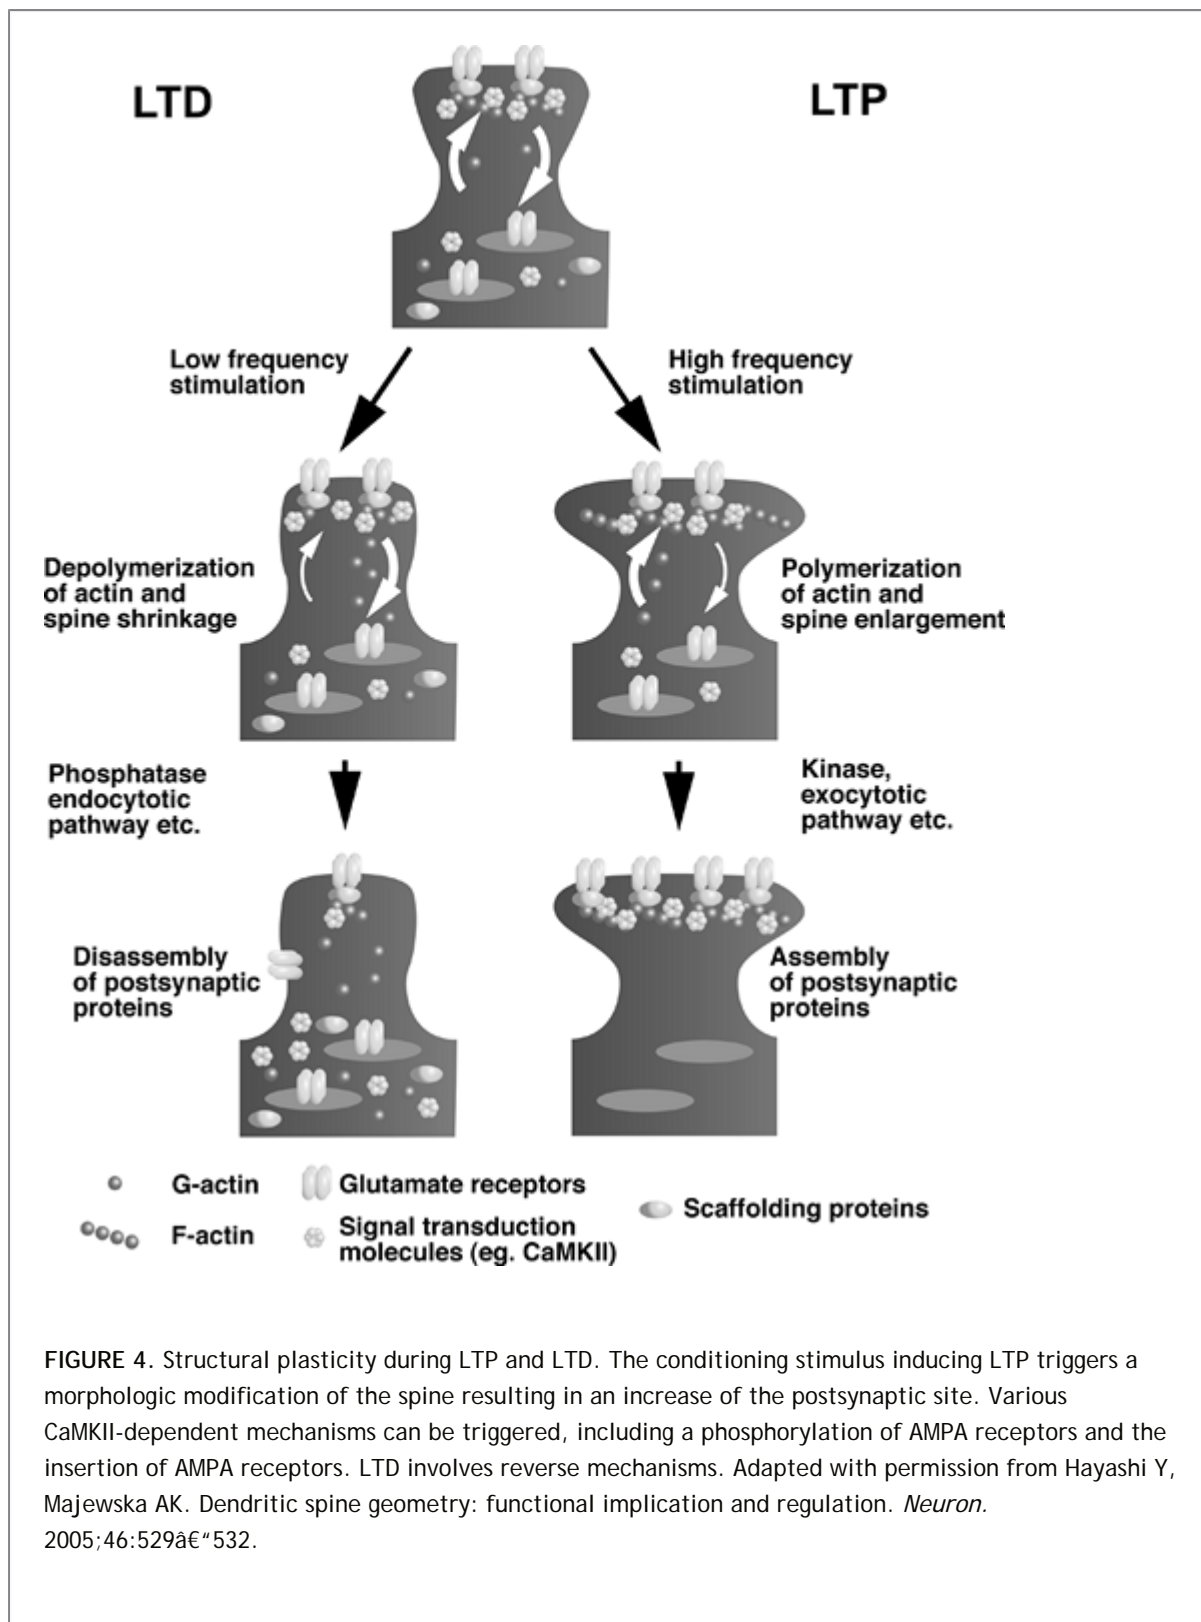 LTD
LTP
Low frequency
stimulation
High frequency
stimulation
Depolymerization
of actin and
spine shrinkage
Polymerization
of actin and
spine enlargement
Phosphatase
endocytotic
pathway etc.
Kinase,
exocytotic
pathway etc.
Disassembly
of postsynaptic
proteins
Assembly
of postsynaptic
proteins
G-actin
Glutamate receptors
Scaffolding proteins
F-actin
Signal transduction
molecules (eg. CaMKII)
FIGURE 4. Structural plasticity during LTP and LTD. The conditioning stimulus inducing LTP triggers a
morphologic modification of the spine resulting in an increase of the postsynaptic site. Various
CaMKII-dependent mechanisms can be triggered, including a phosphorylation of AMPA receptors and the
insertion of AMPA receptors. LTD involves reverse mechanisms. Adapted with permission from Hayashi Y,
Majewska AK. Dendritic spine geometry: functional implication and regulation. Neuron.
2005;46:529â€“532.